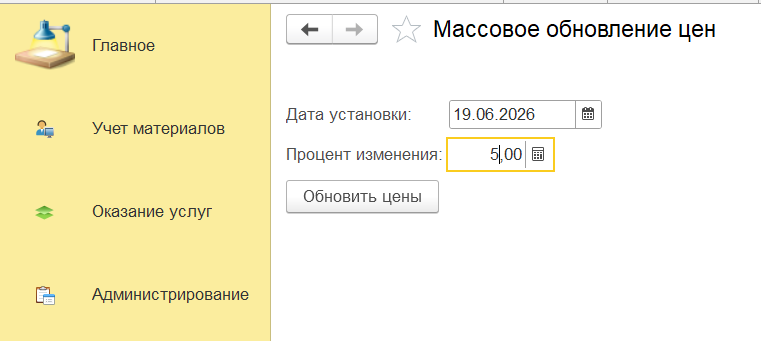 Массовое обновление цен
Главное
Дата установки: 19.06.2026
Учет материалов
Процент изменения: 5,00
Обновить цены
Оказание услуг
Администрирование